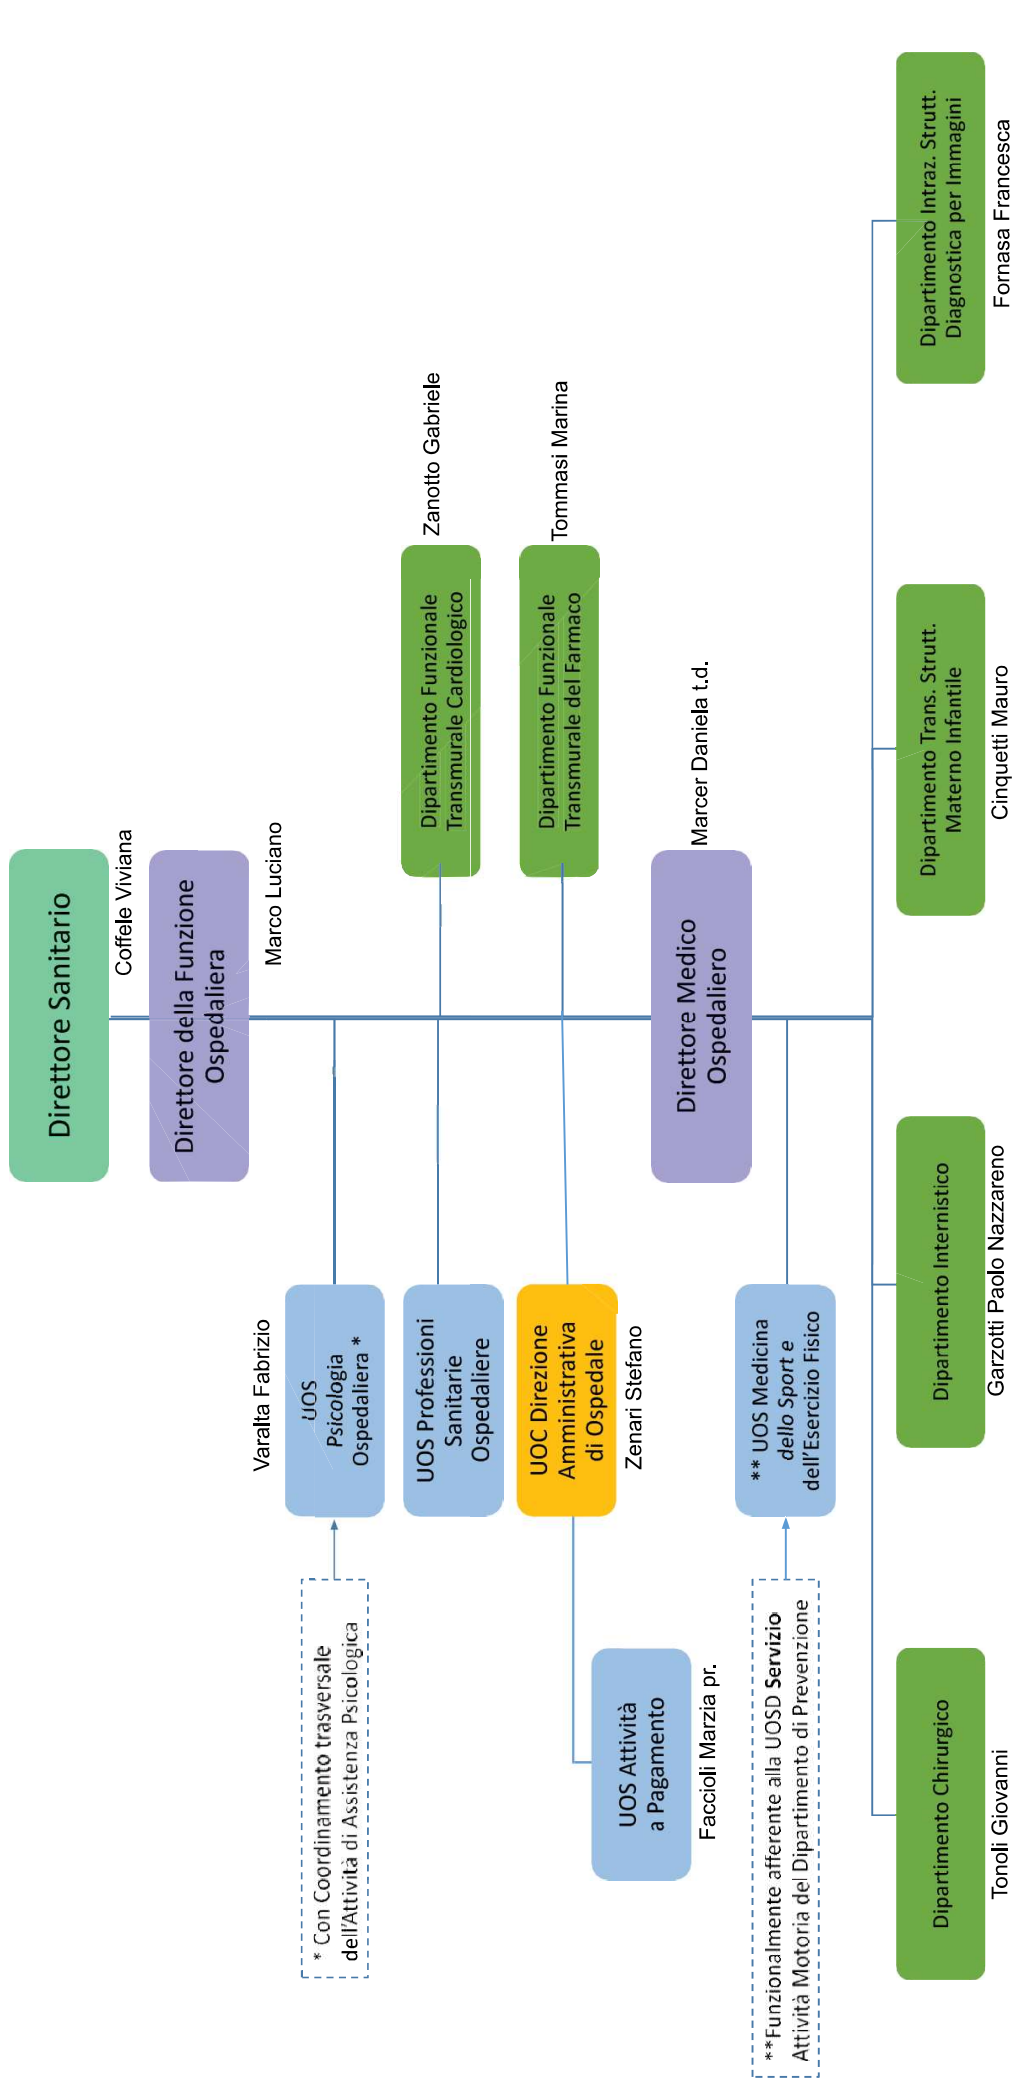 Direttore Sanitario
Coffele Viviana
Direttore della Funzione
Ospedaliera
Marco Luciano
Varalta Fabrizio
UOS
Psicologia
Ospedaliera *
* Con Coordinamento trasversale
dell'Attività di Assistenza Psicologica
UOS Professioni
Sanitarie
Ospedaliere
Dipartimento Funzionale
Transmurale Cardiologico
Zanotto Gabriele
UOC Direzione
Amministrativa
di Ospedale
Zenari Stefano
Dipartimento Funzionale
Transmurale del Farmaco
Tommasi Marina
UOS Attività
a Pagamento
Faccioli Marzia pr.
Direttore Medico
Ospedaliero
Marcer Daniela t.d.
** UOS Medicina
dello Sport e
dell'Esercizio Fisico
**Funzionalmente afferente alla UOSD Servizio
Attività Motoria del Dipartimento di Prevenzione
Dipartimento Chirurgico
Tonoli Giovanni
Dipartimento Internistico
Garzotti Paolo Nazzareno
Dipartimento Trans. Strutt.
Materno Infantile
Cinquetti Mauro
Dipartimento Intraz. Strutt.
Diagnostica per Immagini
Fornasa Francesca